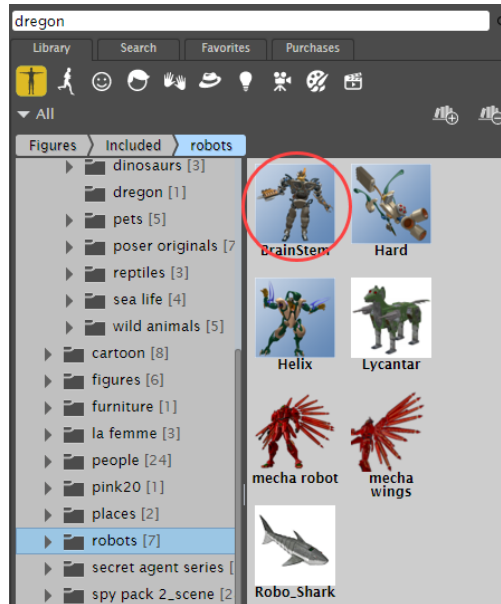 dregon
Library Search Favorites Purchases
All
Figures Included robots
dinosaurs [3]
dregon [1]
pets [5]
poser originals [7
reptiles [3]
sea life [4]
wild animals [5]
cartoon [8]
figures [6]
furniture [1]
la femme [3]
people [24]
pink20 [1]
places [2]
robots [7]
secret agent series [
spy pack 2_scene [2
BrainStem Hard
Helix Lycantar
mecha robot mecha
wings
Robo_Shark